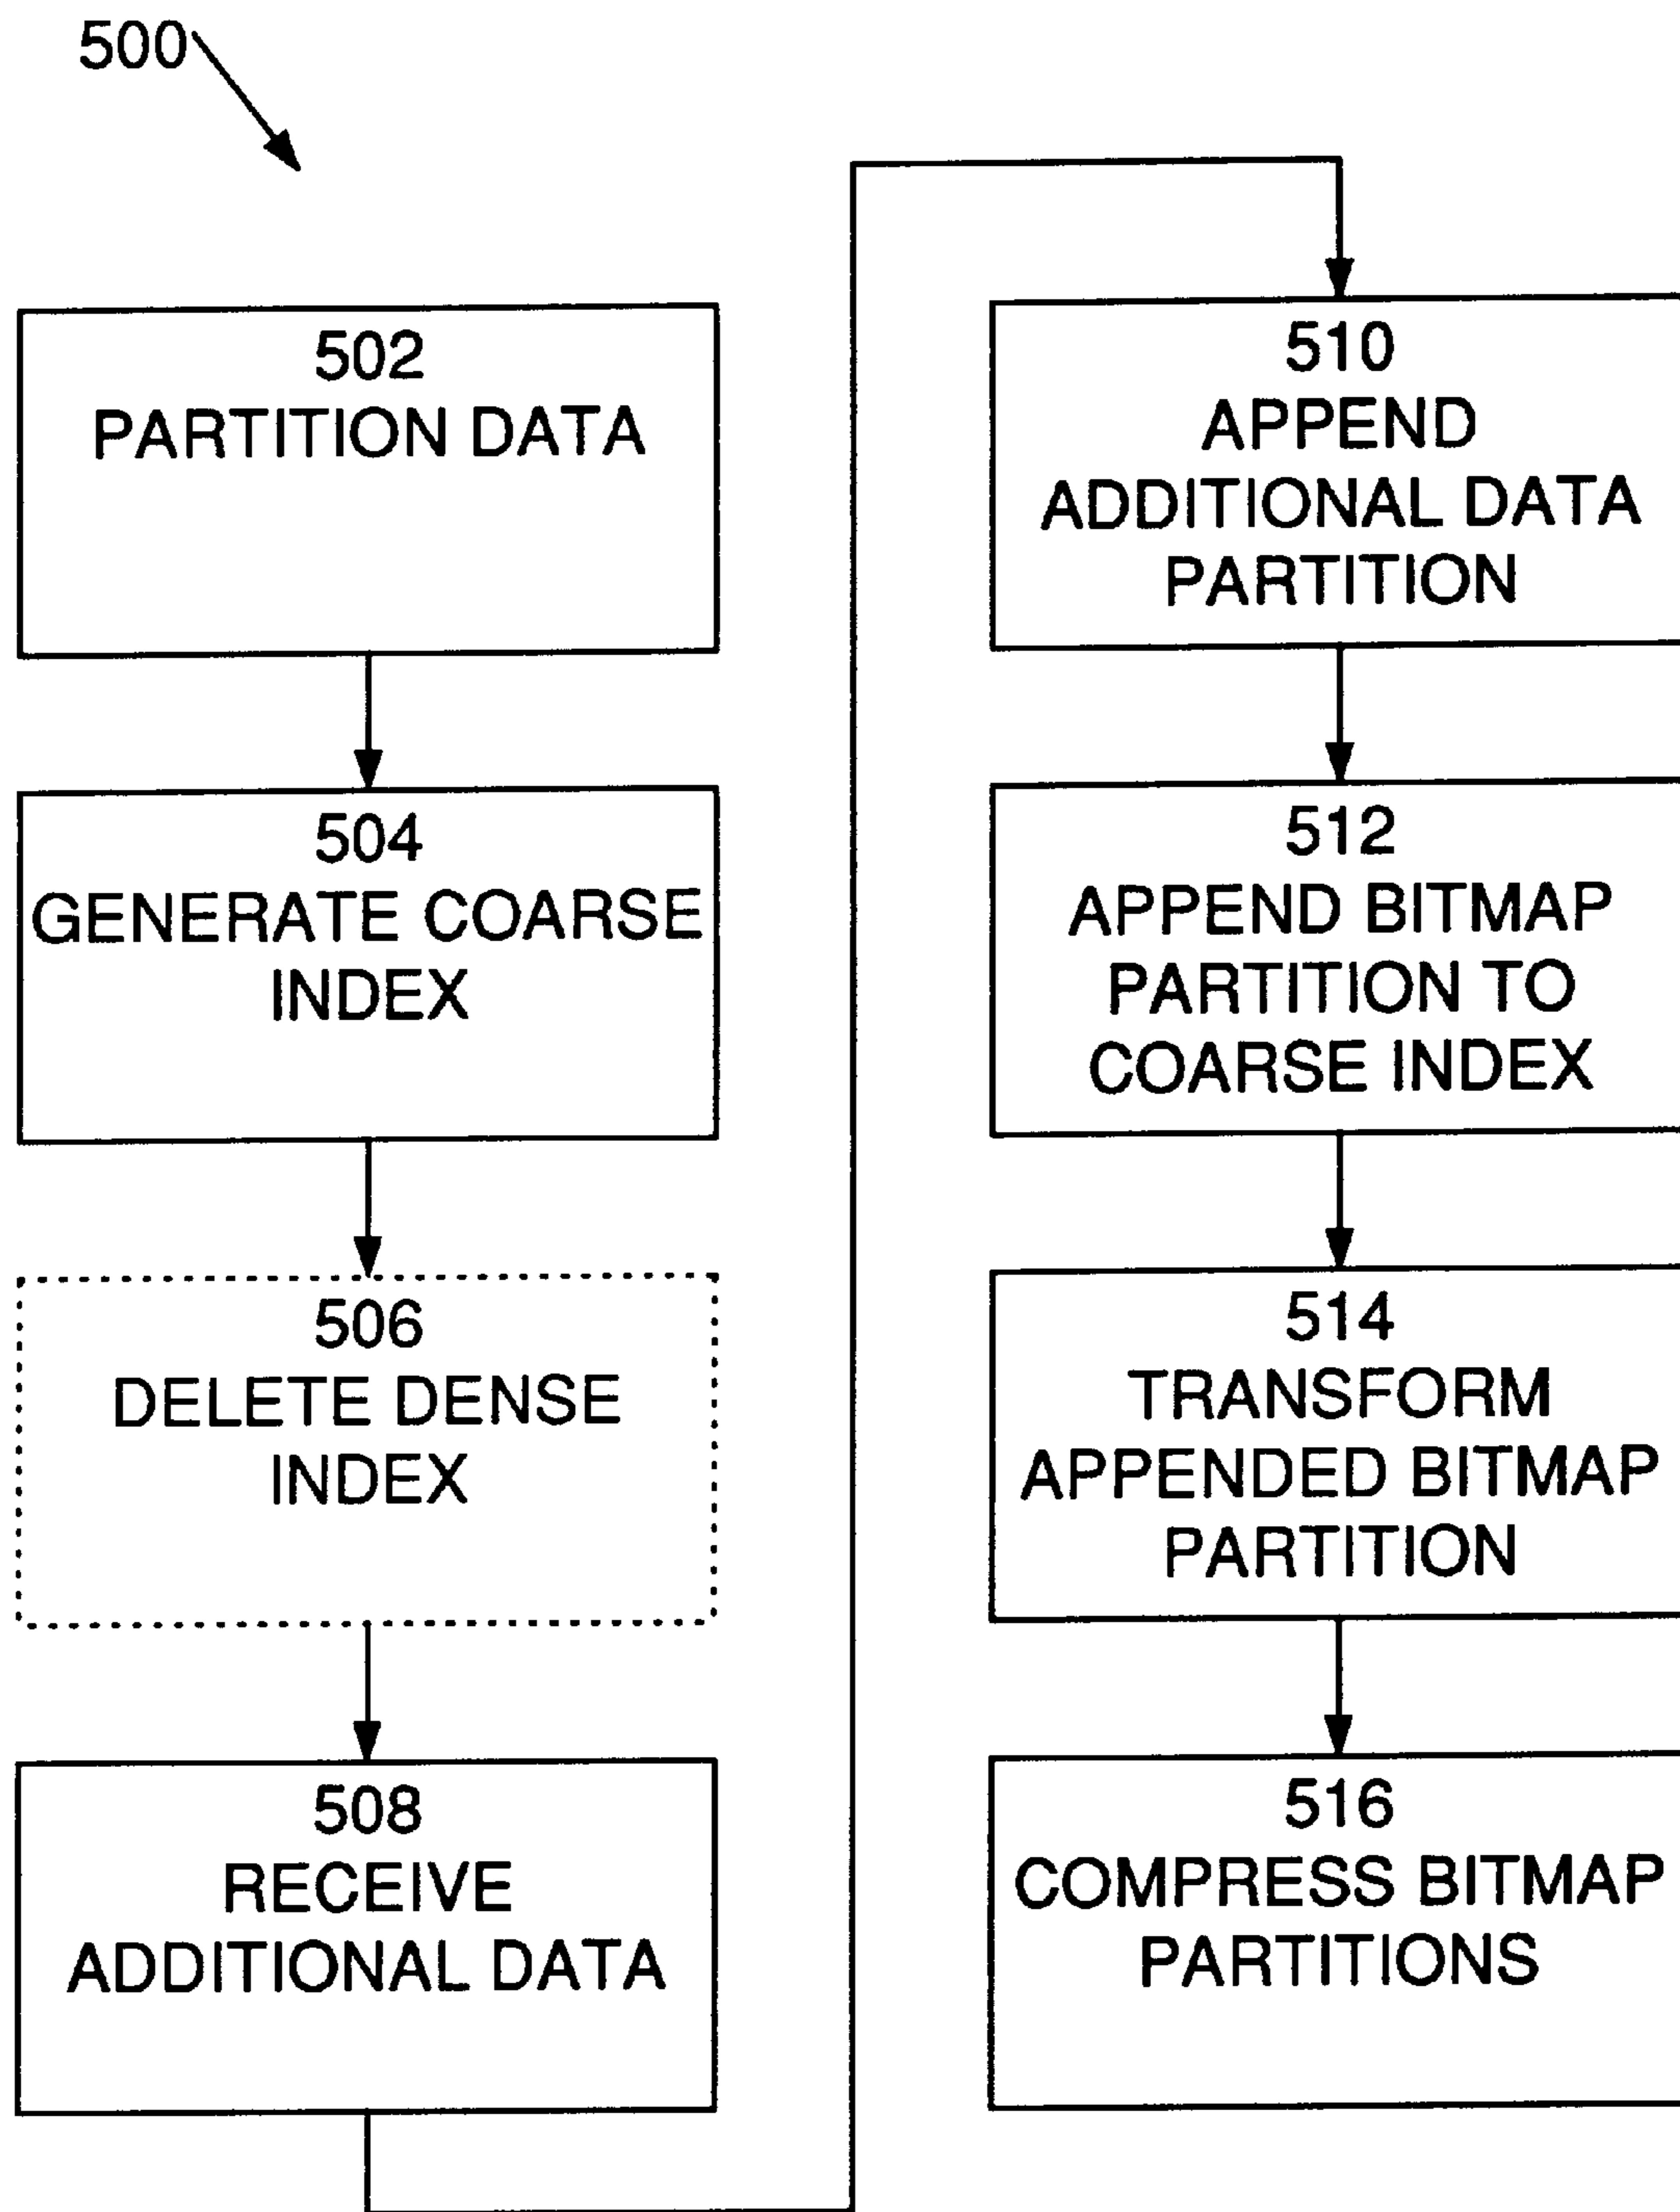 500
502
PARTITION DATA
504
GENERATE COARSE
INDEX
506
DELETE DENSE
INDEX
508
RECEIVE
ADDITIONAL DATA
510
APPEND
ADDITIONAL DATA
PARTITION
512
APPEND BITMAP
PARTITION TO
COARSE INDEX
514
TRANSFORM
APPENDED BITMAP
PARTITION
516
COMPRESS BITMAP
PARTITIONS